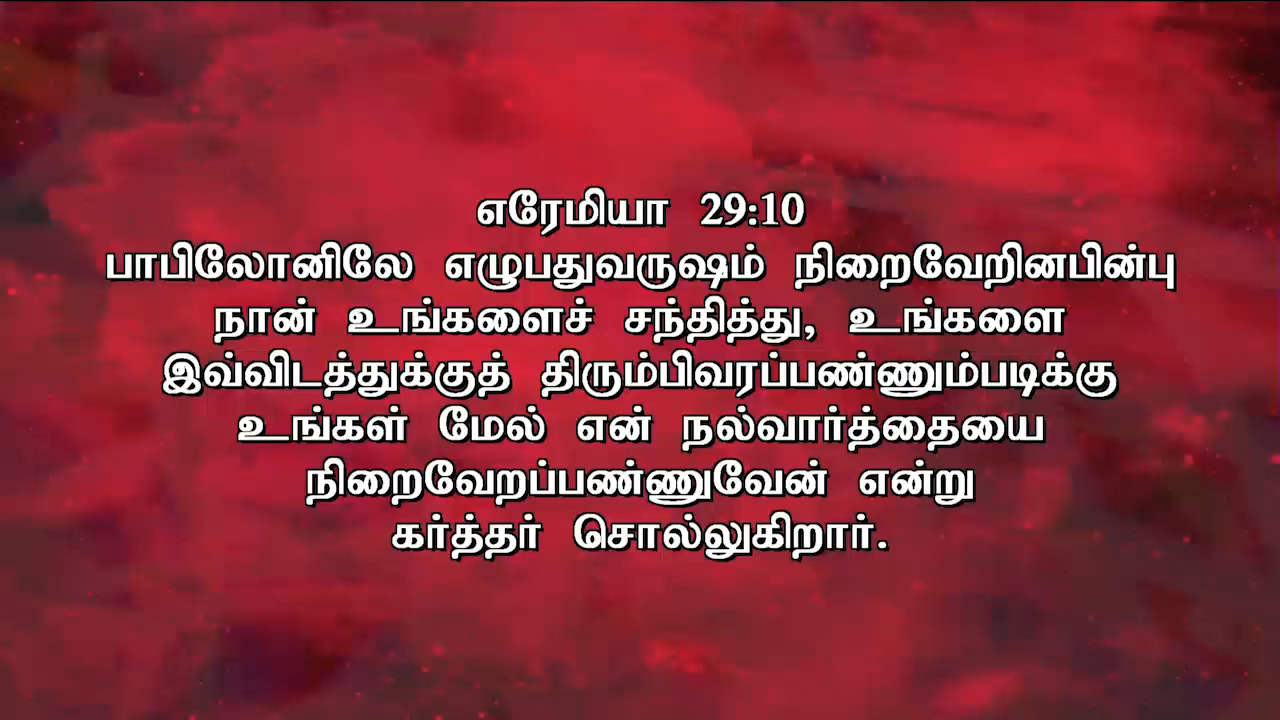 எரேமியா 29:10
பாபிலோனிலே எழுபதுவருஷம் நிறைவேறினபின்பு
நான் உங்களைச் சந்தித்து, உங்களை
இவ்விடத்துக்குத் திரும்பிவரப்பண்ணும்படிக்கு
உங்கள் மேல் என் நல்வார்த்தையை
நிறைவேறப்பண்ணுவேன் என்று
கர்த்தர் சொல்லுகிறார்.